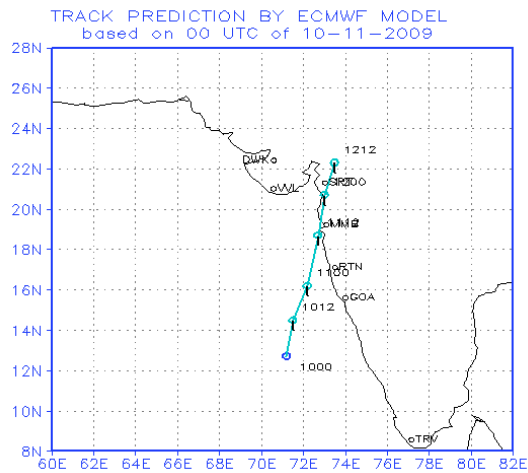 TRACK PREDICTION BY ECMWF MODEL
based on 00 UTC of 10-11-2009
28N
26N
24N
1212
DWK
22N
SRT 1200
VVL
20N
1112
18N
RTN
1100
16N
GOA
1012
14N
1000
12N
10N
TRV
8N
60E 62E 64E 66E 68E 70E 72E 74E 76E 78E 80E 82E